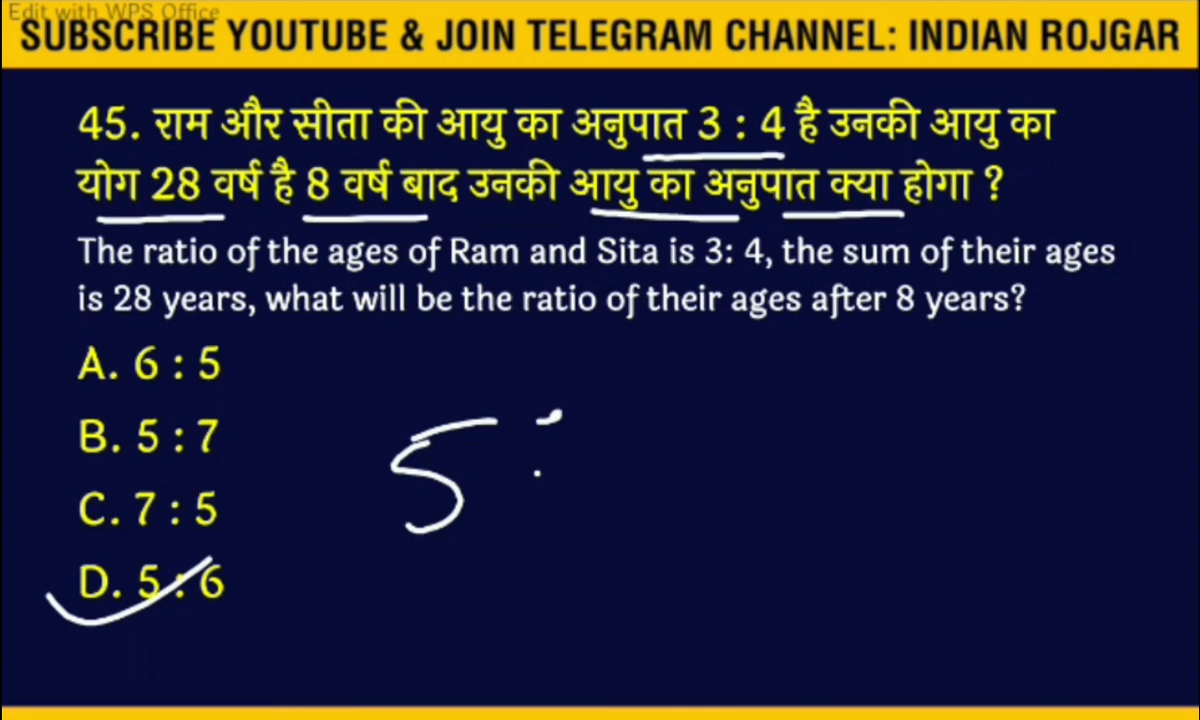 Edit with WPS Office
SUBSCRIBE YOUTUBE & JOIN TELEGRAM CHANNEL: INDIAN ROJGAR
45. राम और सीता की आयु का अनुपात 3 : 4 है उनकी आयु का
योग 28 वर्ष है 8 वर्ष बाद उनकी आयु का अनुपात क्या होगा ?
The ratio of the ages of Ram and Sita is 3: 4, the sum of their ages
is 28 years, what will be the ratio of their ages after 8 years?
A. 6 : 5
B. 5 : 7
5 :
C. 7 : 5
D. 5 : 6